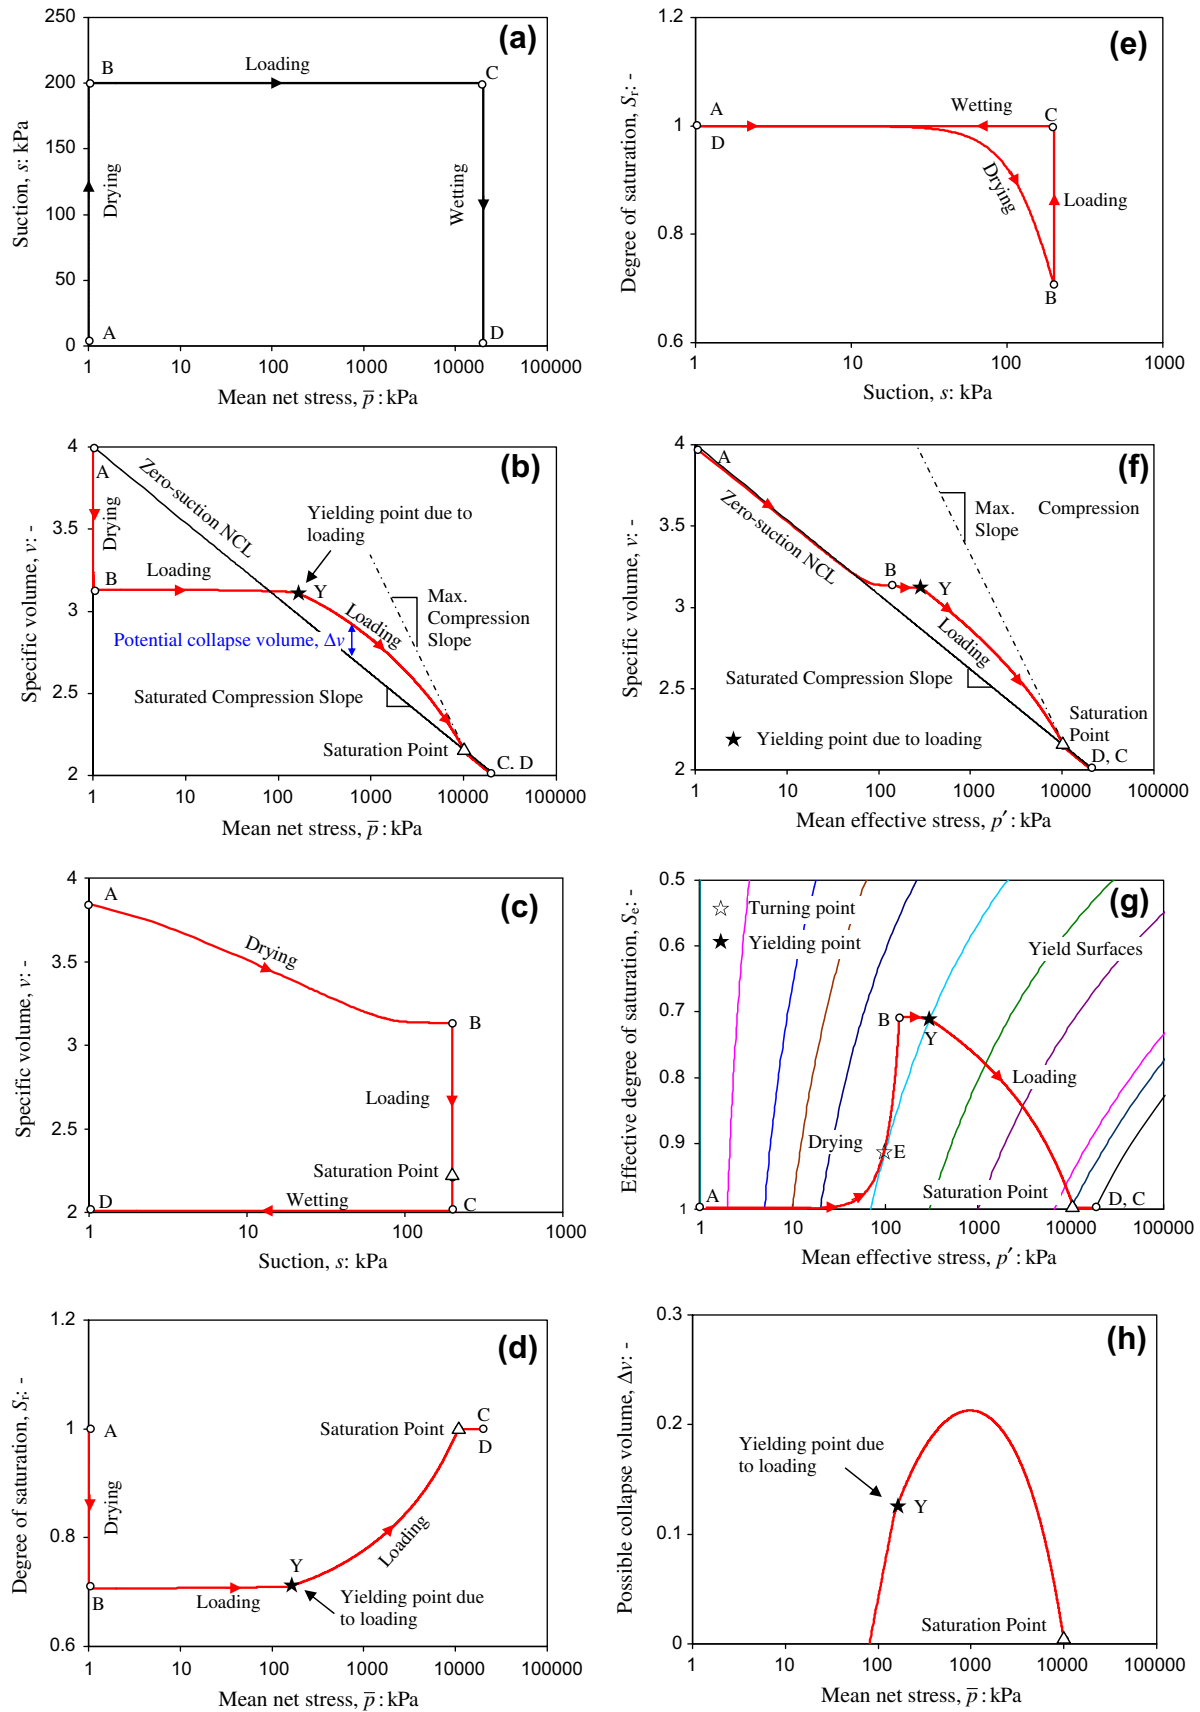 (a)
250
200
150
100
50
0
Suction, s: kPa
B
Loading
C
Drying
Wetting
A
D
1
10
100
1000
10000
100000
Mean net stress, p̅ : kPa
(e)
1.2
1
0.8
0.6
Degree of saturation, Sr: -
A
D
Wetting
C
Drying
Loading
B
1
10
100
1000
Suction, s: kPa
(b)
4
3.5
3
2.5
2
Specific volume, v: -
A
Drying
B
Zero-suction NCL
Yielding point due to
loading
Loading
Y
Loading
Max.
Compression
Slope
Potential collapse volume, Δv
Saturated Compression Slope
Saturation Point
C. D
1
10
100
1000
10000
100000
Mean net stress, p̅ : kPa
(f)
4
3.5
3
2.5
2
Specific volume, v: -
A
Zero-suction NCL
Max. Compression
Slope
B
Y
Loading
Saturated Compression Slope
Saturation
Point
Yielding point due to loading
D, C
1
10
100
1000
10000
100000
Mean effective stress, p′ : kPa
(c)
4
3.5
3
2.5
2
Specific volume, v: -
A
Drying
B
Loading
Saturation Point
D
Wetting
C
1
10
100
1000
Suction, s: kPa
(g)
0.5
0.6
0.7
0.8
0.9
1
Effective degree of saturation, Se: -
Turning point
Yielding point
Yield Surfaces
B
Y
Loading
Drying
E
A
Saturation Point
D, C
1
10
100
1000
10000
100000
Mean effective stress, p′ : kPa
(d)
1.2
1
0.8
0.6
Degree of saturation, Sr: -
A
Drying
B
Saturation Point
C
D
Loading
Y
Loading
Yielding point due
to loading
1
10
100
1000
10000
100000
Mean net stress, p̅ : kPa
(h)
0.3
0.2
0.1
0
Possible collapse volume, Δv: -
Yielding point due
to loading
Y
Saturation Point
1
10
100
1000
10000
100000
Mean net stress, p̅ : kPa